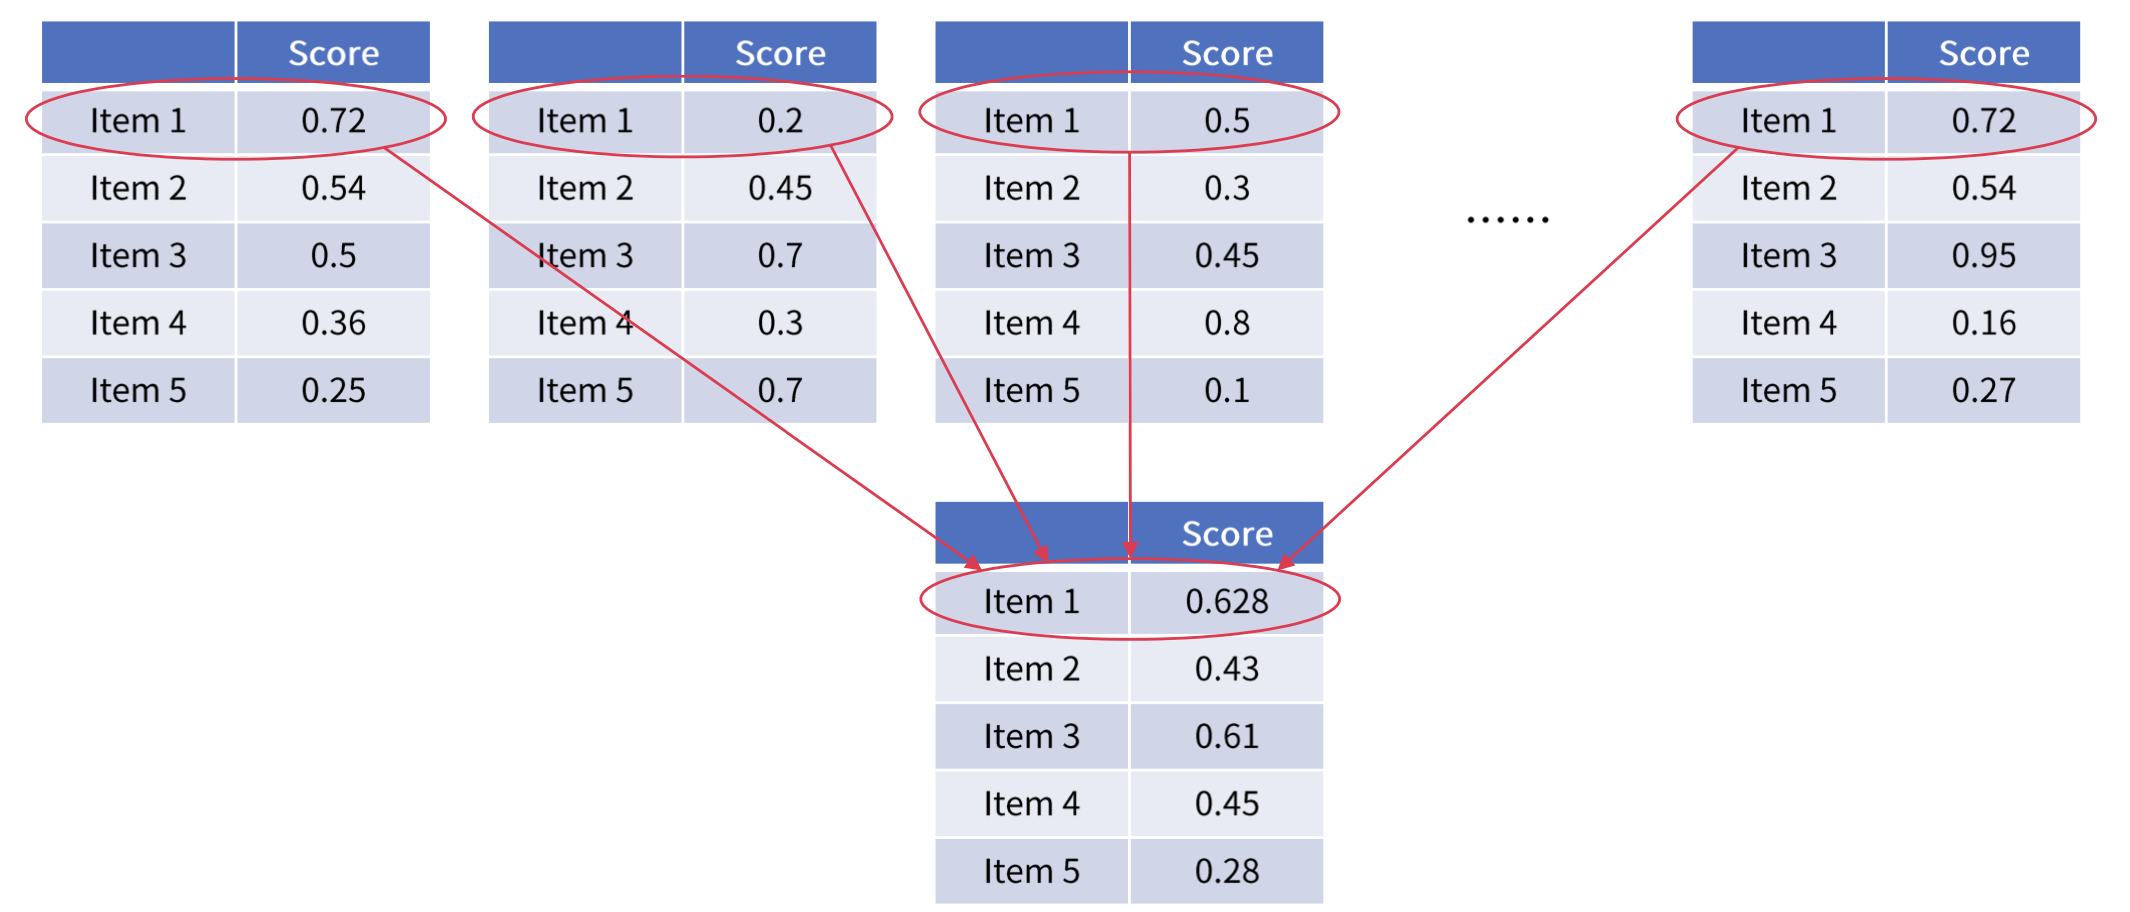 Score Score Score Score
Item 1 0.72 Item 1 0.2 Item 1 0.5 Item 1 0.72
Item 2 0.54 Item 2 0.45 Item 2 0.3 Item 2 0.54
Item 3 0.5 Item 3 0.7 Item 3 0.45 Item 3 0.95
Item 4 0.36 Item 4 0.3 Item 4 0.8 Item 4 0.16
Item 5 0.25 Item 5 0.7 Item 5 0.1 Item 5 0.27
......
Score
Item 1 0.628
Item 2 0.43
Item 3 0.61
Item 4 0.45
Item 5 0.28